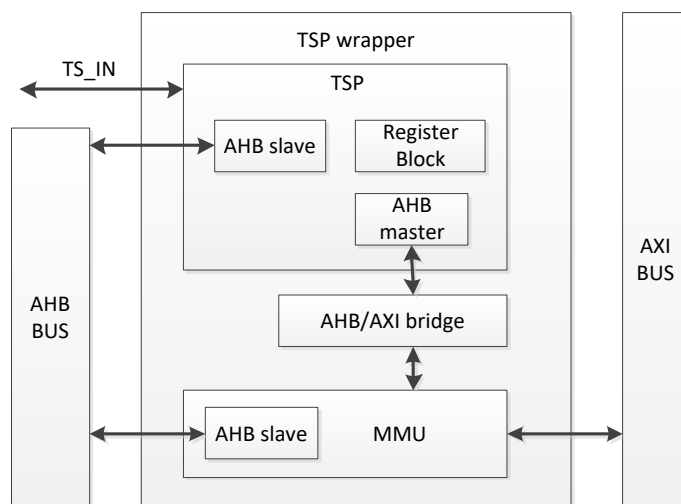 TSP wrapper
TS_IN
TSP
AHB slave
Register
Block
AHB
master
AHB
BUS
AXI
BUS
AHB/AXI bridge
AHB slave
MMU